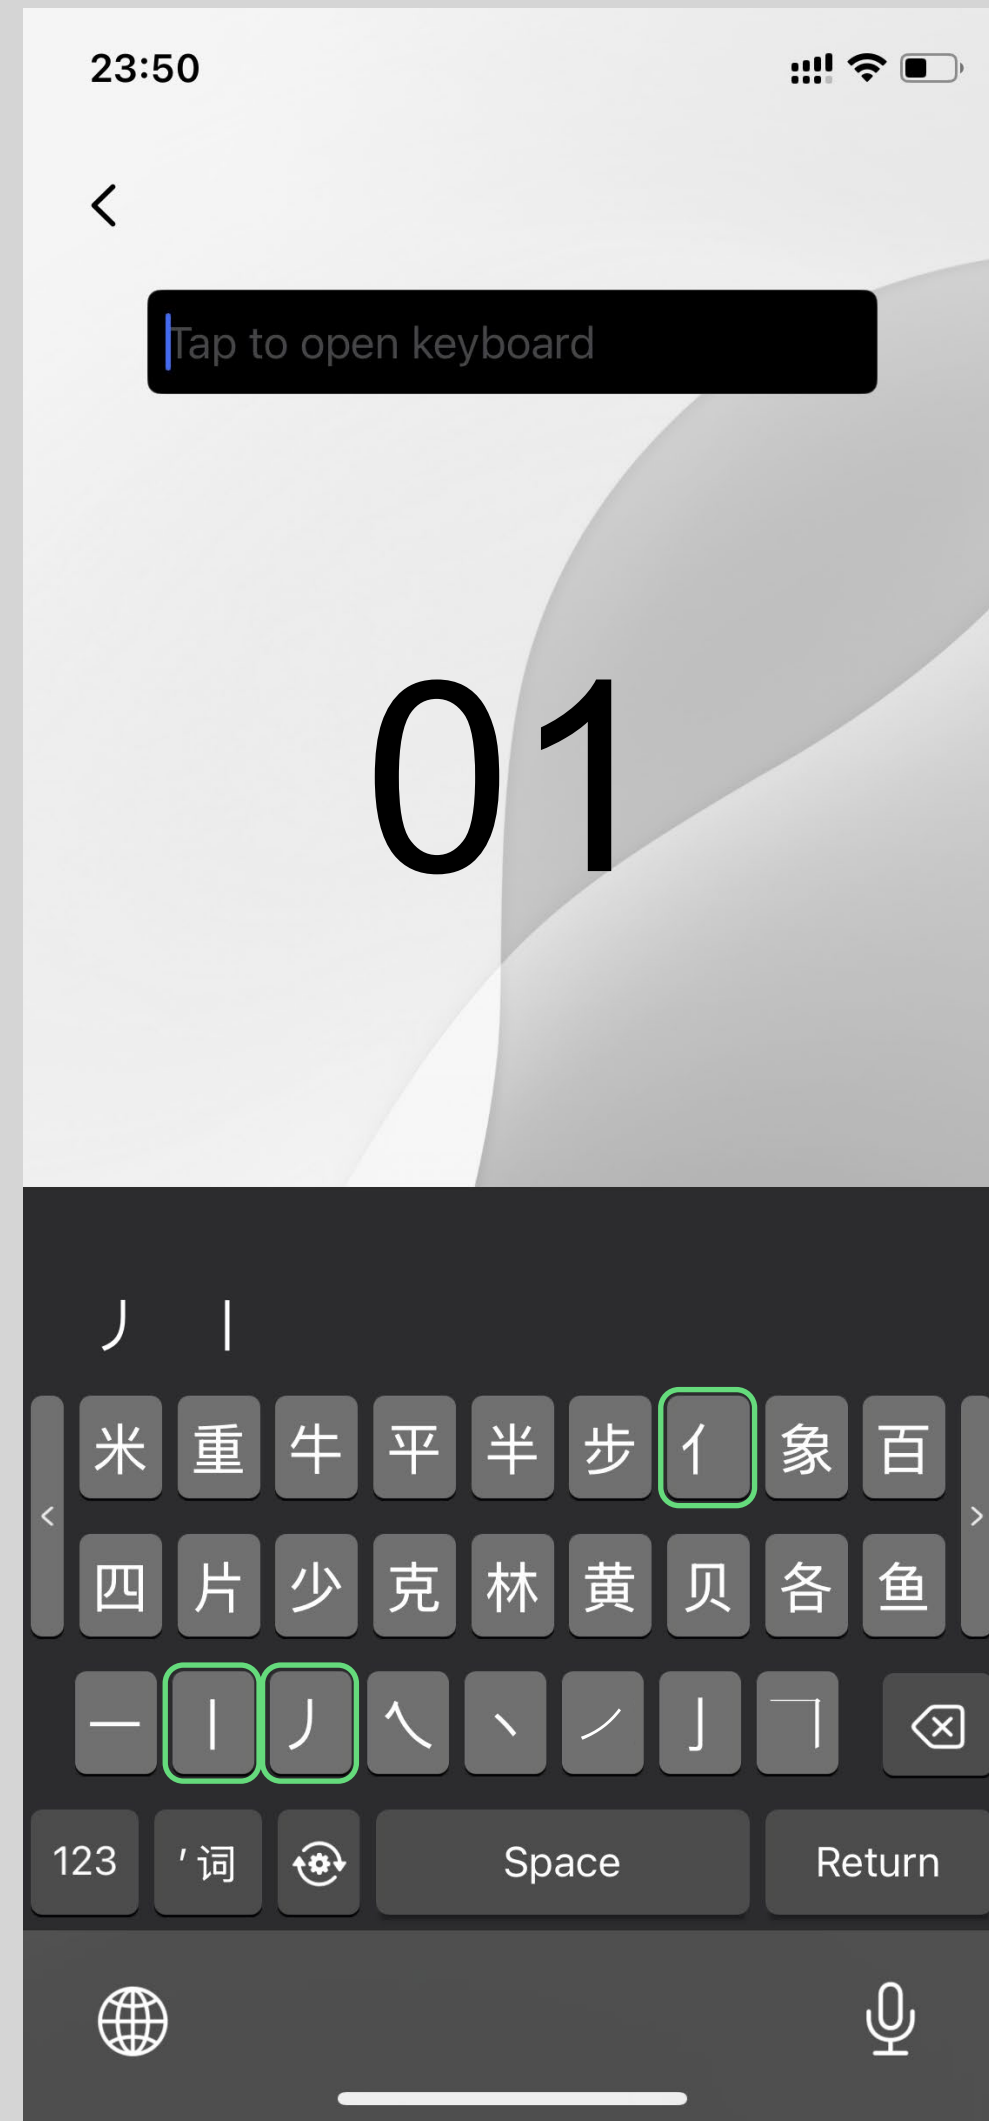 23:50
Tap to open keyboard
01
丿 丨
米 重 牛 平 半 步 亻 象 百
四 片 少 克 林 黄 贝 各 鱼
一 丨 丿 乀 丶 ㇒ 亅 ㇆
123 ′词 Space Return